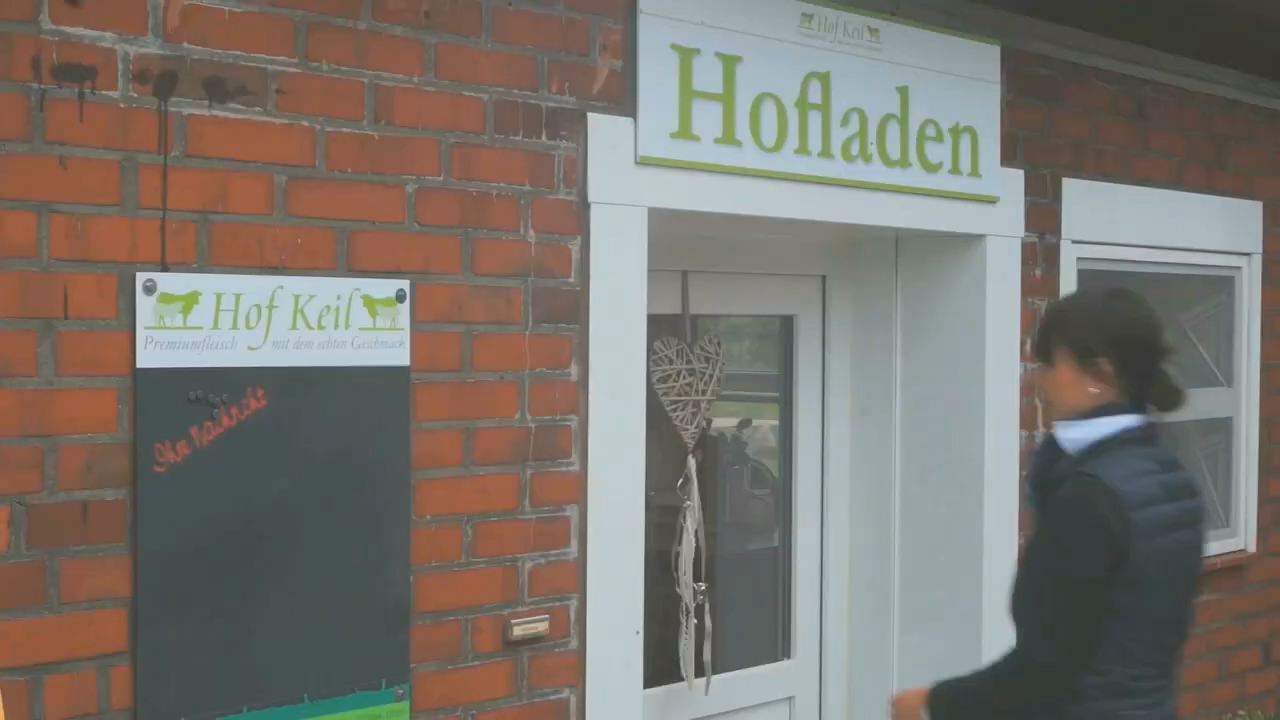 Hof Keil
Hofladen
Hof Keil
Premiumfleisch mit dem echten Geschmack
Ihre Nachricht